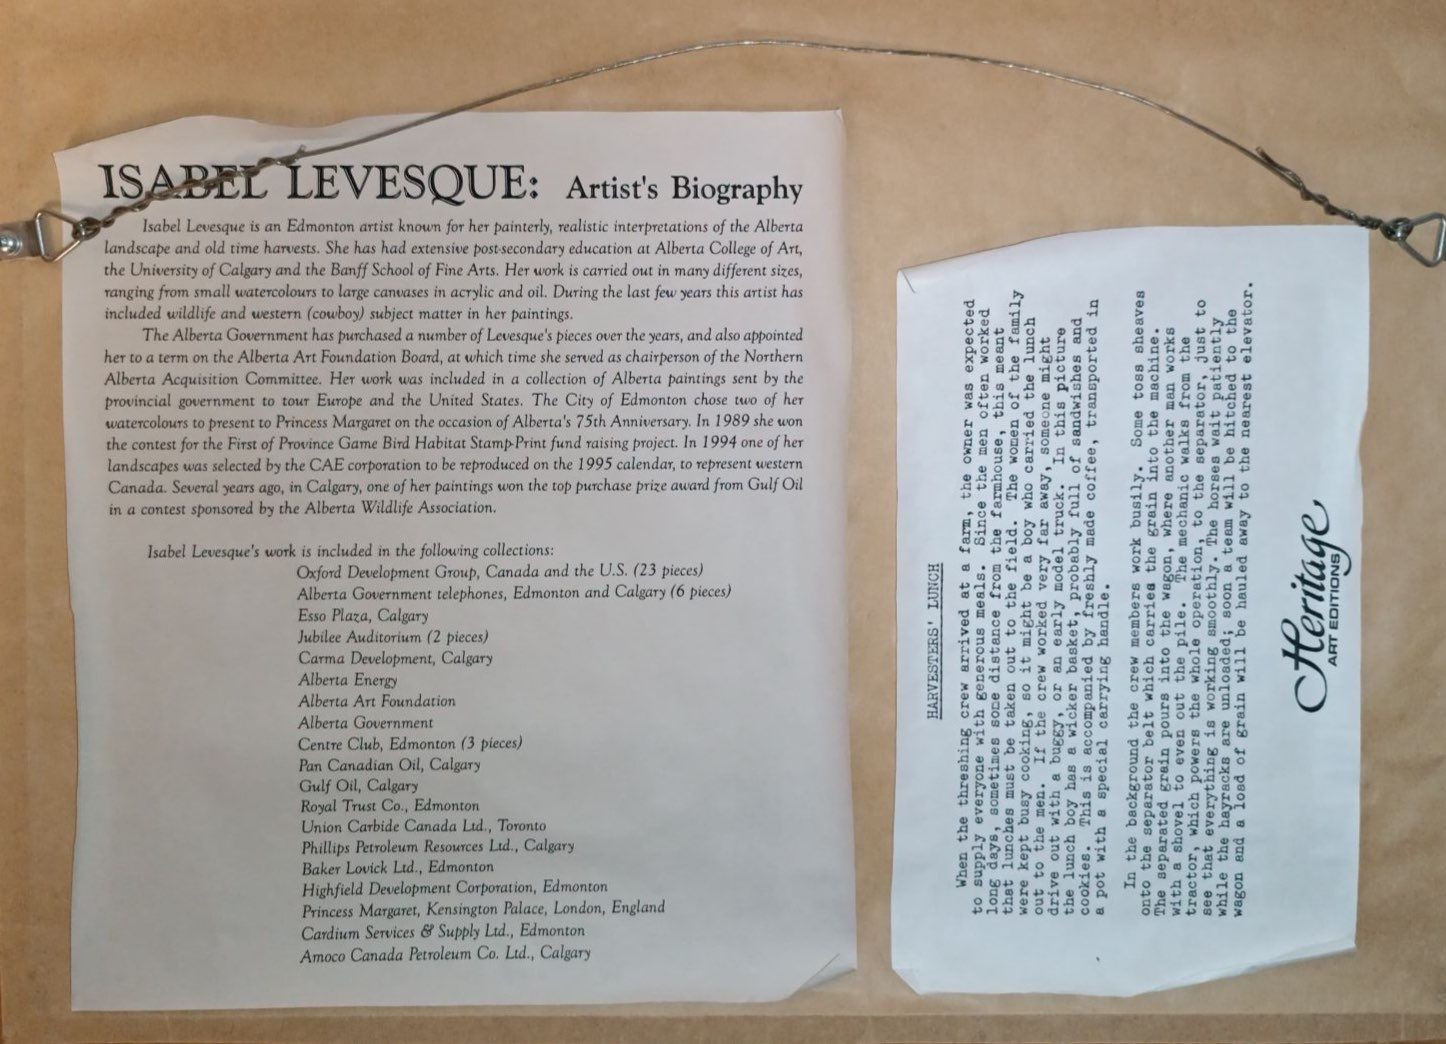 ISABEL LEVESQUE: Artist's Biography
Isabel Levesque is an Edmonton artist known for her painterly, realistic interpretations of the Alberta
landscape and old time harvests. She has had extensive post-secondary education at Alberta College of Art,
the University of Calgary and the Banff School of Fine Arts. Her work is carried out in many different sizes,
ranging from small watercolours to large canvases in acrylic and oil. During the last few years this artist has
included wildlife and western (cowboy) subject matter in her paintings.
The Alberta Government has purchased a number of Levesque's pieces over the years, and also appointed
her to a term on the Alberta Art Foundation Board, at which time she served as chairperson of the Northern
Alberta Acquisition Committee. Her work was included in a collection of Alberta paintings sent by the
provincial government to tour Europe and the United States. The City of Edmonton chose two of her
watercolours to present to Princess Margaret on the occasion of Alberta's 75th Anniversary. In 1989 she won
the contest for the First of Province Game Bird Habitat Stamp-Print fund raising project. In 1994 one of her
landscapes was selected by the CAE corporation to be reproduced on the 1995 calendar, to represent western
Canada. Several years ago, in Calgary, one of her paintings won the top purchase prize award from Gulf Oil
in a contest sponsored by the Alberta Wildlife Association.
Isabel Levesque's work is included in the following collections:
Oxford Development Group, Canada and the U.S. (23 pieces)
Alberta Government telephones, Edmonton and Calgary (6 pieces)
Esso Plaza, Calgary
Jubilee Auditorium (2 pieces)
Carma Development, Calgary
Alberta Energy
Alberta Art Foundation
Alberta Government
Centre Club, Edmonton (3 pieces)
Pan Canadian Oil, Calgary
Gulf Oil, Calgary
Royal Trust Co., Edmonton
Union Carbide Canada Ltd., Toronto
Phillips Petroleum Resources Ltd., Calgary
Baker Lovick Ltd., Edmonton
Highfield Development Corporation, Edmonton
Princess Margaret, Kensington Palace, London, England
Cardium Services & Supply Ltd., Edmonton
Amoco Canada Petroleum Co. Ltd., Calgary
HARVESTERS' LUNCH
When the threshing crew arrived at a farm, the owner was expected
to supply everyone with generous meals. Since the men often worked
long days, sometimes some distance from the farmhouse, this meant
that lunches must be taken out to the field. The women of the family
were kept busy cooking, so it might be a boy who carried the lunch
out to the men. If the crew worked very far away, someone might
drive out with a buggy, or an early model truck. In this picture
the lunch boy has a wicker basket, probably full of sandwishes and
cookies. This is accompanied by freshly made coffee, transported in
a pot with a special carrying handle.
In the background the crew members work busily. Some toss sheaves
onto the separator belt which carries the grain into the machine.
The separated grain pours into the wagon, where another man works
with a shovel to even out the pile. The mechanic walks from the
tractor, which powers the whole operation, to the separator, just to
see that everything is working smoothly. The horses wait patiently
while the hayracks are unloaded; soon a team will be hitched to the
wagon and a load of grain will be hauled away to the nearest elevator.
Heritage
ART EDITIONS